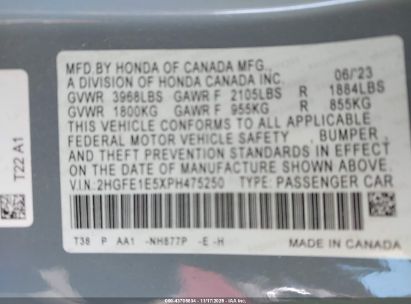 MFD.BY HONDA OF CANADA MFG.,
A DIVISION OF HONDA CANADA INC. 06/'23
GVWR 3968LBS GAWR F 2105LBS R 1884LBS
GVWR 1800KG GAWR F 955KG R 855KG
THIS VEHICLE CONFORMS TO ALL APPLICABLE
FEDERAL MOTOR VEHICLE SAFETY BUMPER,
AND THEFT PREVENTION STANDARDS IN EFFECT
ON THE DATE OF MANUFACTURE SHOWN ABOVE.
V.I.N.:2HGFE1E5XPH475250 TYPE: PASSENGER CAR
T38 P AA1 -NH877P -E -H
MADE IN CANADA
T22 A1